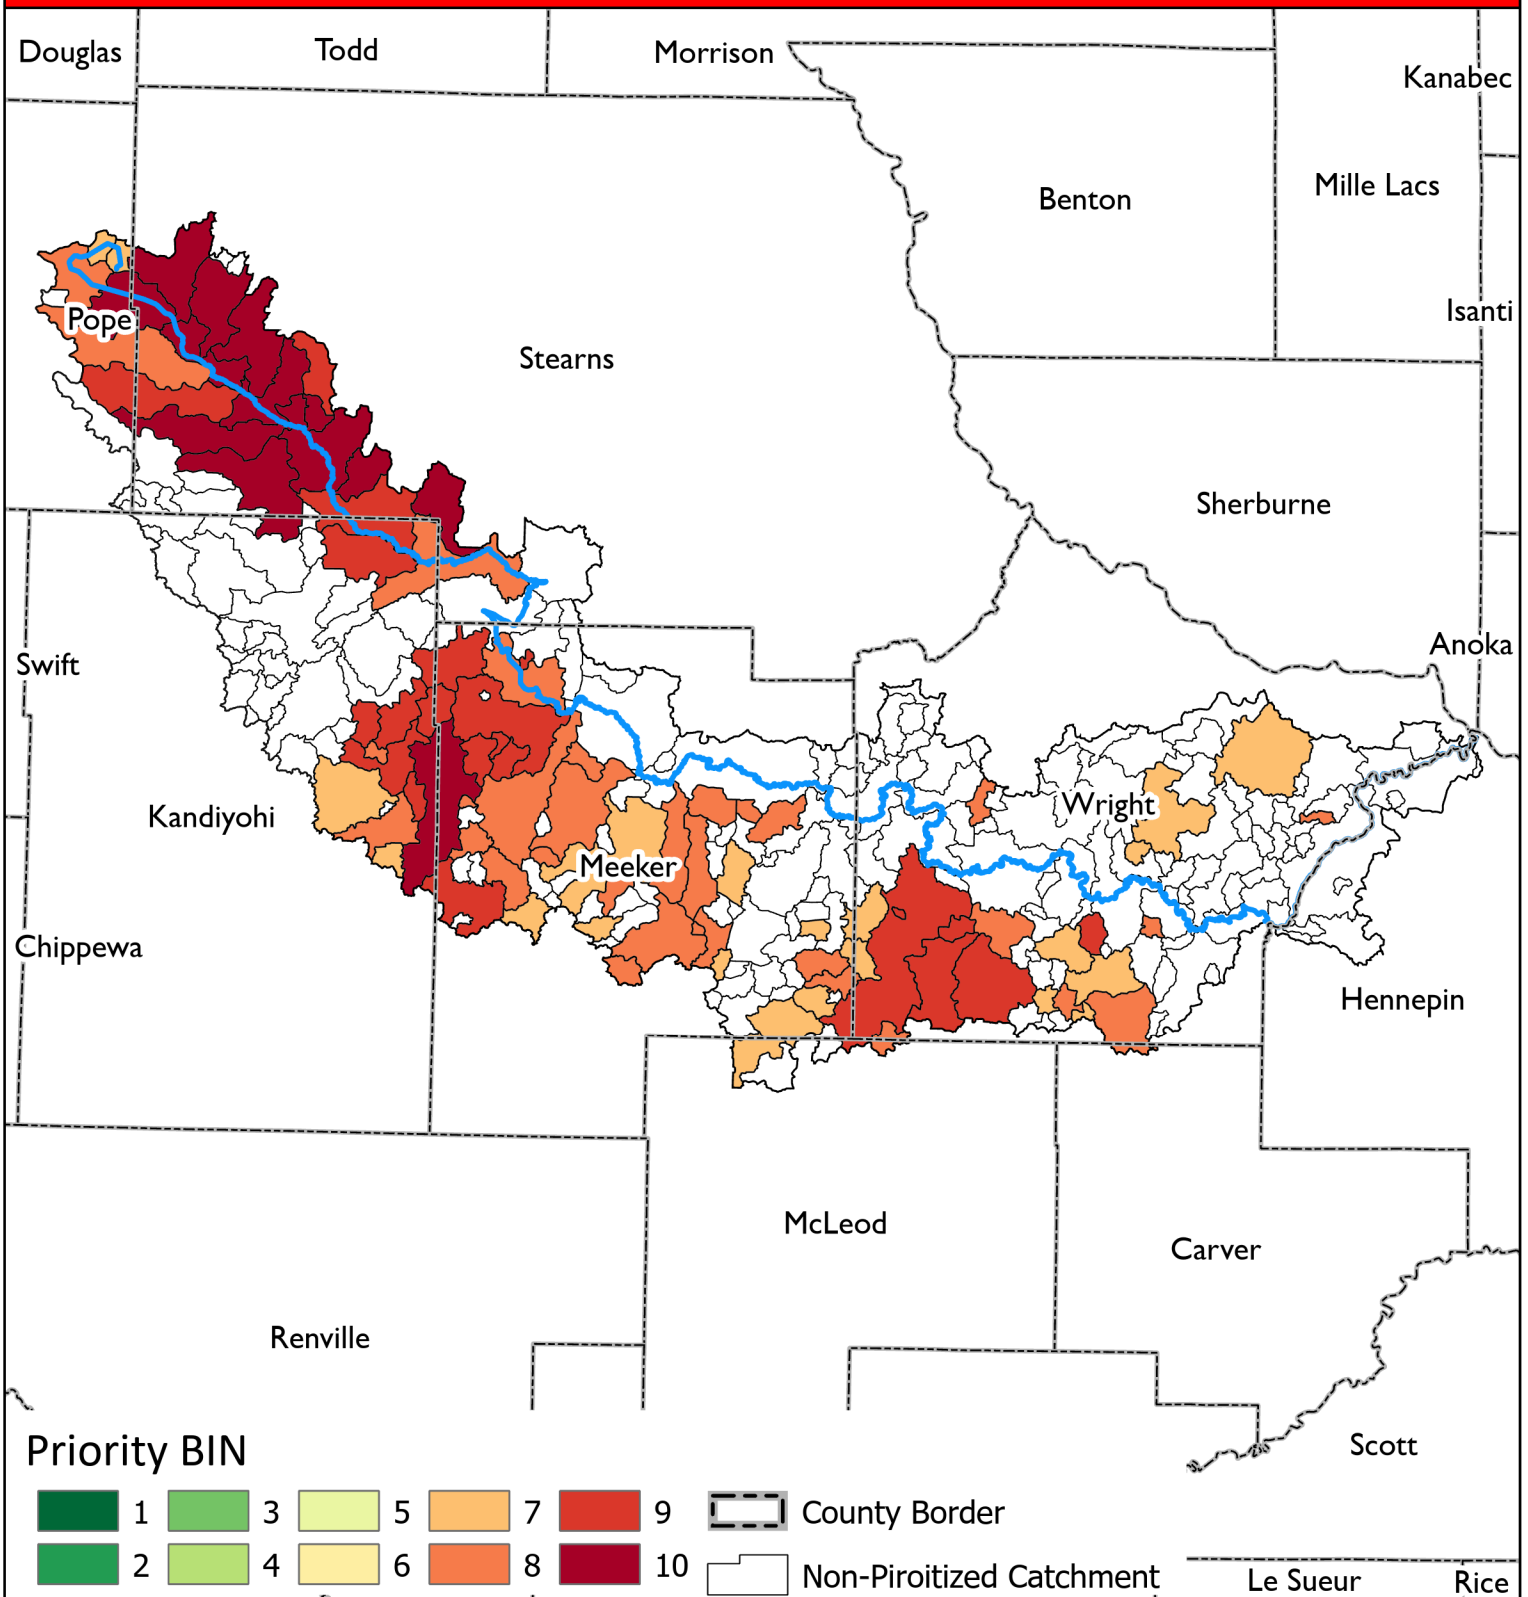 Douglas
Todd
Morrison
Kanabec
Mille Lacs
Benton
Isanti
Pope
Stearns
Sherburne
Anoka
Swift
Wright
Kandiyohi
Meeker
Chippewa
Hennepin
McLeod
Carver
Renville
Scott
Priority BIN
1 3 5 7 9 County Border
2 4 6 8 10 Non-Piroitized Catchment
Le Sueur Rice